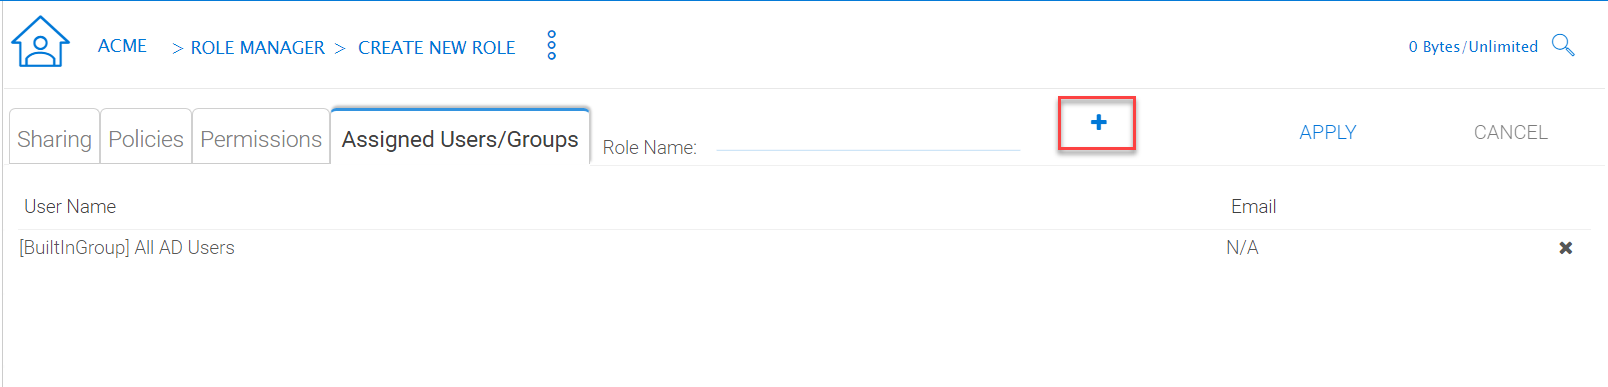 ACME > ROLE MANAGER > CREATE NEW ROLE 0 Bytes/Unlimited
Sharing Policies Permissions Assigned Users/Groups Role Name: + APPLY CANCEL
User Name Email
[BuiltInGroup] All AD Users N/A